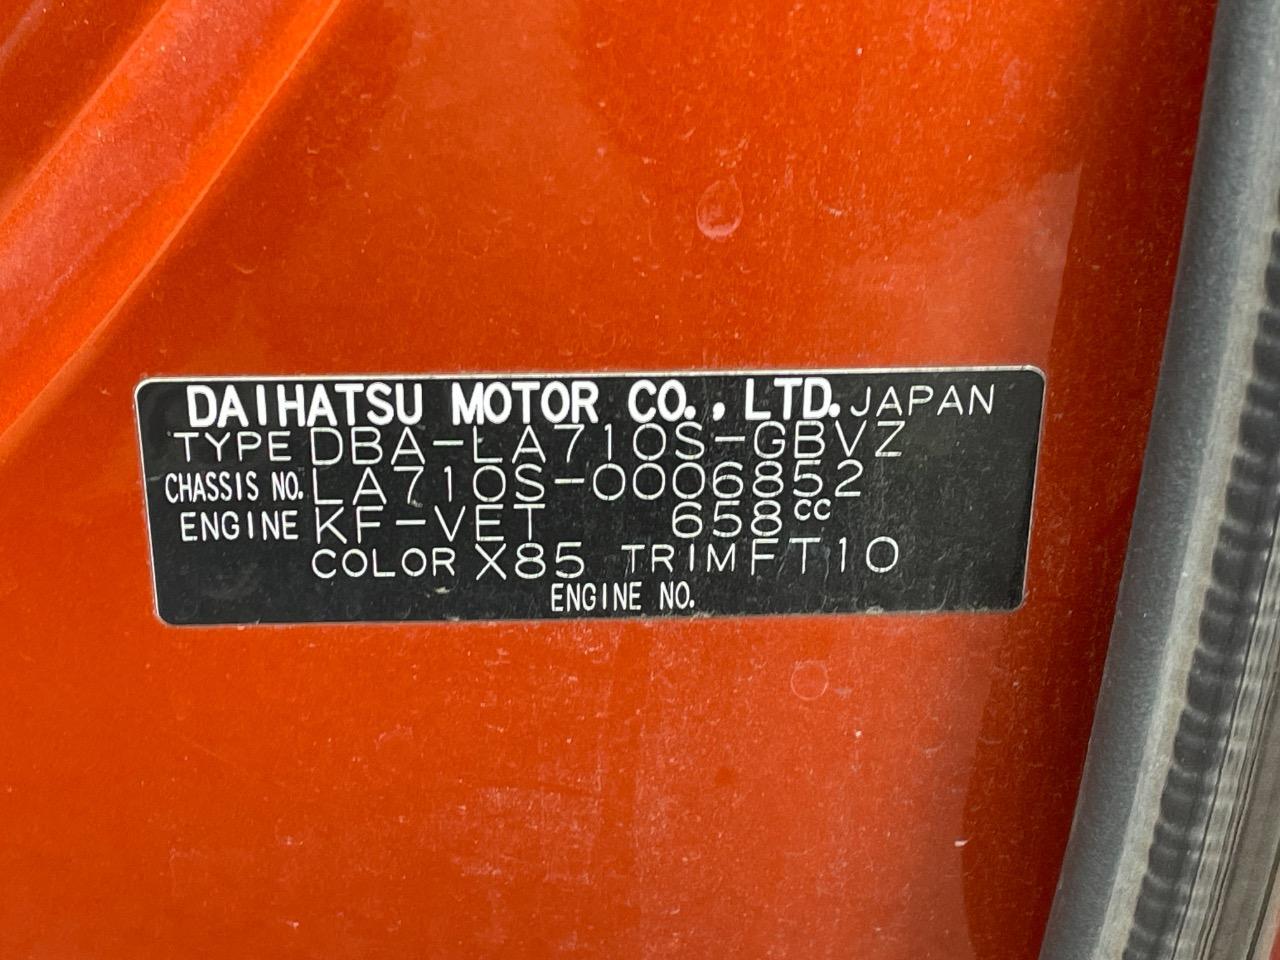 DAIHATSU MOTOR CO., LTD. JAPAN
TYPE DBA-LA710S-GBVZ
CHASSIS NO. LA710S-0006852
ENGINE KF-VET 658cc
COLOR X85 TRIM FT10
ENGINE NO.